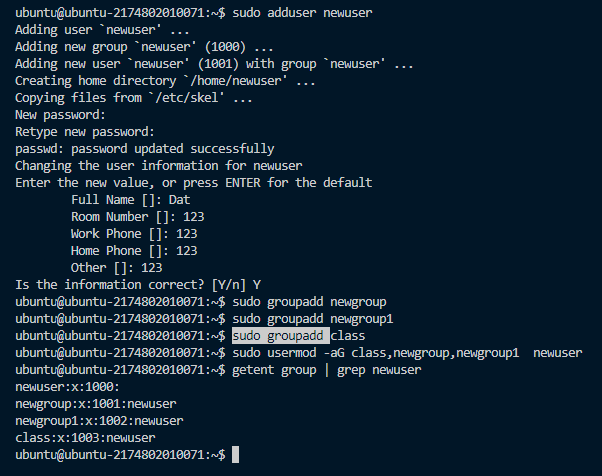 ubuntu@ubuntu-2174802010071:~$ sudo adduser newuser
Adding user `newuser' ...
Adding new group `newuser' (1000) ...
Adding new user `newuser' (1001) with group `newuser' ...
Creating home directory `/home/newuser' ...
Copying files from `/etc/skel' ...
New password:
Retype new password:
passwd: password updated successfully
Changing the user information for newuser
Enter the new value, or press ENTER for the default
        Full Name []: Dat
        Room Number []: 123
        Work Phone []: 123
        Home Phone []: 123
        Other []: 123
Is the information correct? [Y/n] Y
ubuntu@ubuntu-2174802010071:~$ sudo groupadd newgroup
ubuntu@ubuntu-2174802010071:~$ sudo groupadd newgroup1
ubuntu@ubuntu-2174802010071:~$ sudo groupadd class
ubuntu@ubuntu-2174802010071:~$ sudo usermod -aG class,newgroup,newgroup1  newuser
ubuntu@ubuntu-2174802010071:~$ getent group | grep newuser
newuser:x:1000:
newgroup:x:1001:newuser
newgroup1:x:1002:newuser
class:x:1003:newuser
ubuntu@ubuntu-2174802010071:~$